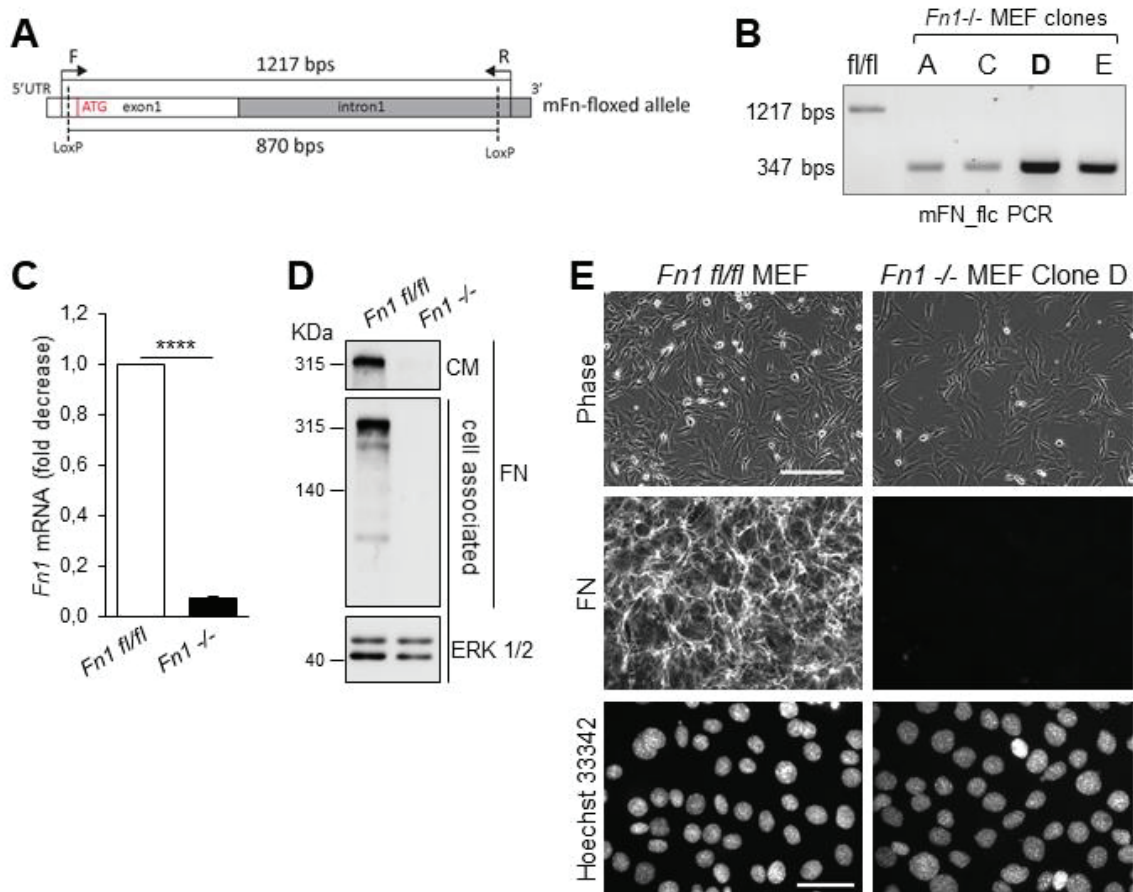 A
F
1217 bps
R
5'UTR
3'
ATG
exon1
intron1
mFn-floxed allele
LoxP
870 bps
LoxP
B
Fn1-/- MEF clones
fl/fl
A
C
D
E
1217 bps
347 bps
mFN_flc PCR
C
Fn1 mRNA (fold decrease)
1,2
****
1,0
0,8
0,6
0,4
0,2
0,0
Fn1 fl/fl
Fn1 -/-
D
Fn1 fl/fl
Fn1 -/-
KDa
315
CM
315
140
cell associated
FN
40
ERK 1/2
E
Fn1 fl/fl MEF
Fn1 -/- MEF Clone D
Phase
FN
Hoechst 33342